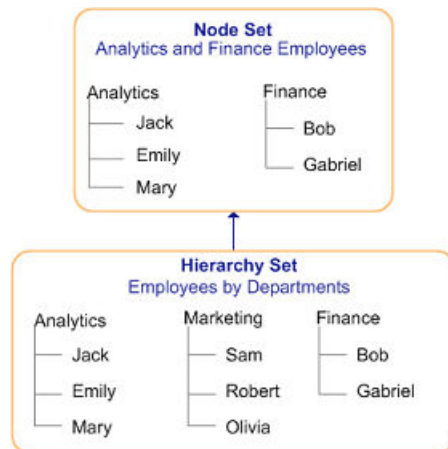 Node Set
Analytics and Finance Employees
Analytics
Jack
Emily
Mary
Finance
Bob
Gabriel
Hierarchy Set
Employees by Departments
Analytics
Jack
Emily
Mary
Marketing
Sam
Robert
Olivia
Finance
Bob
Gabriel